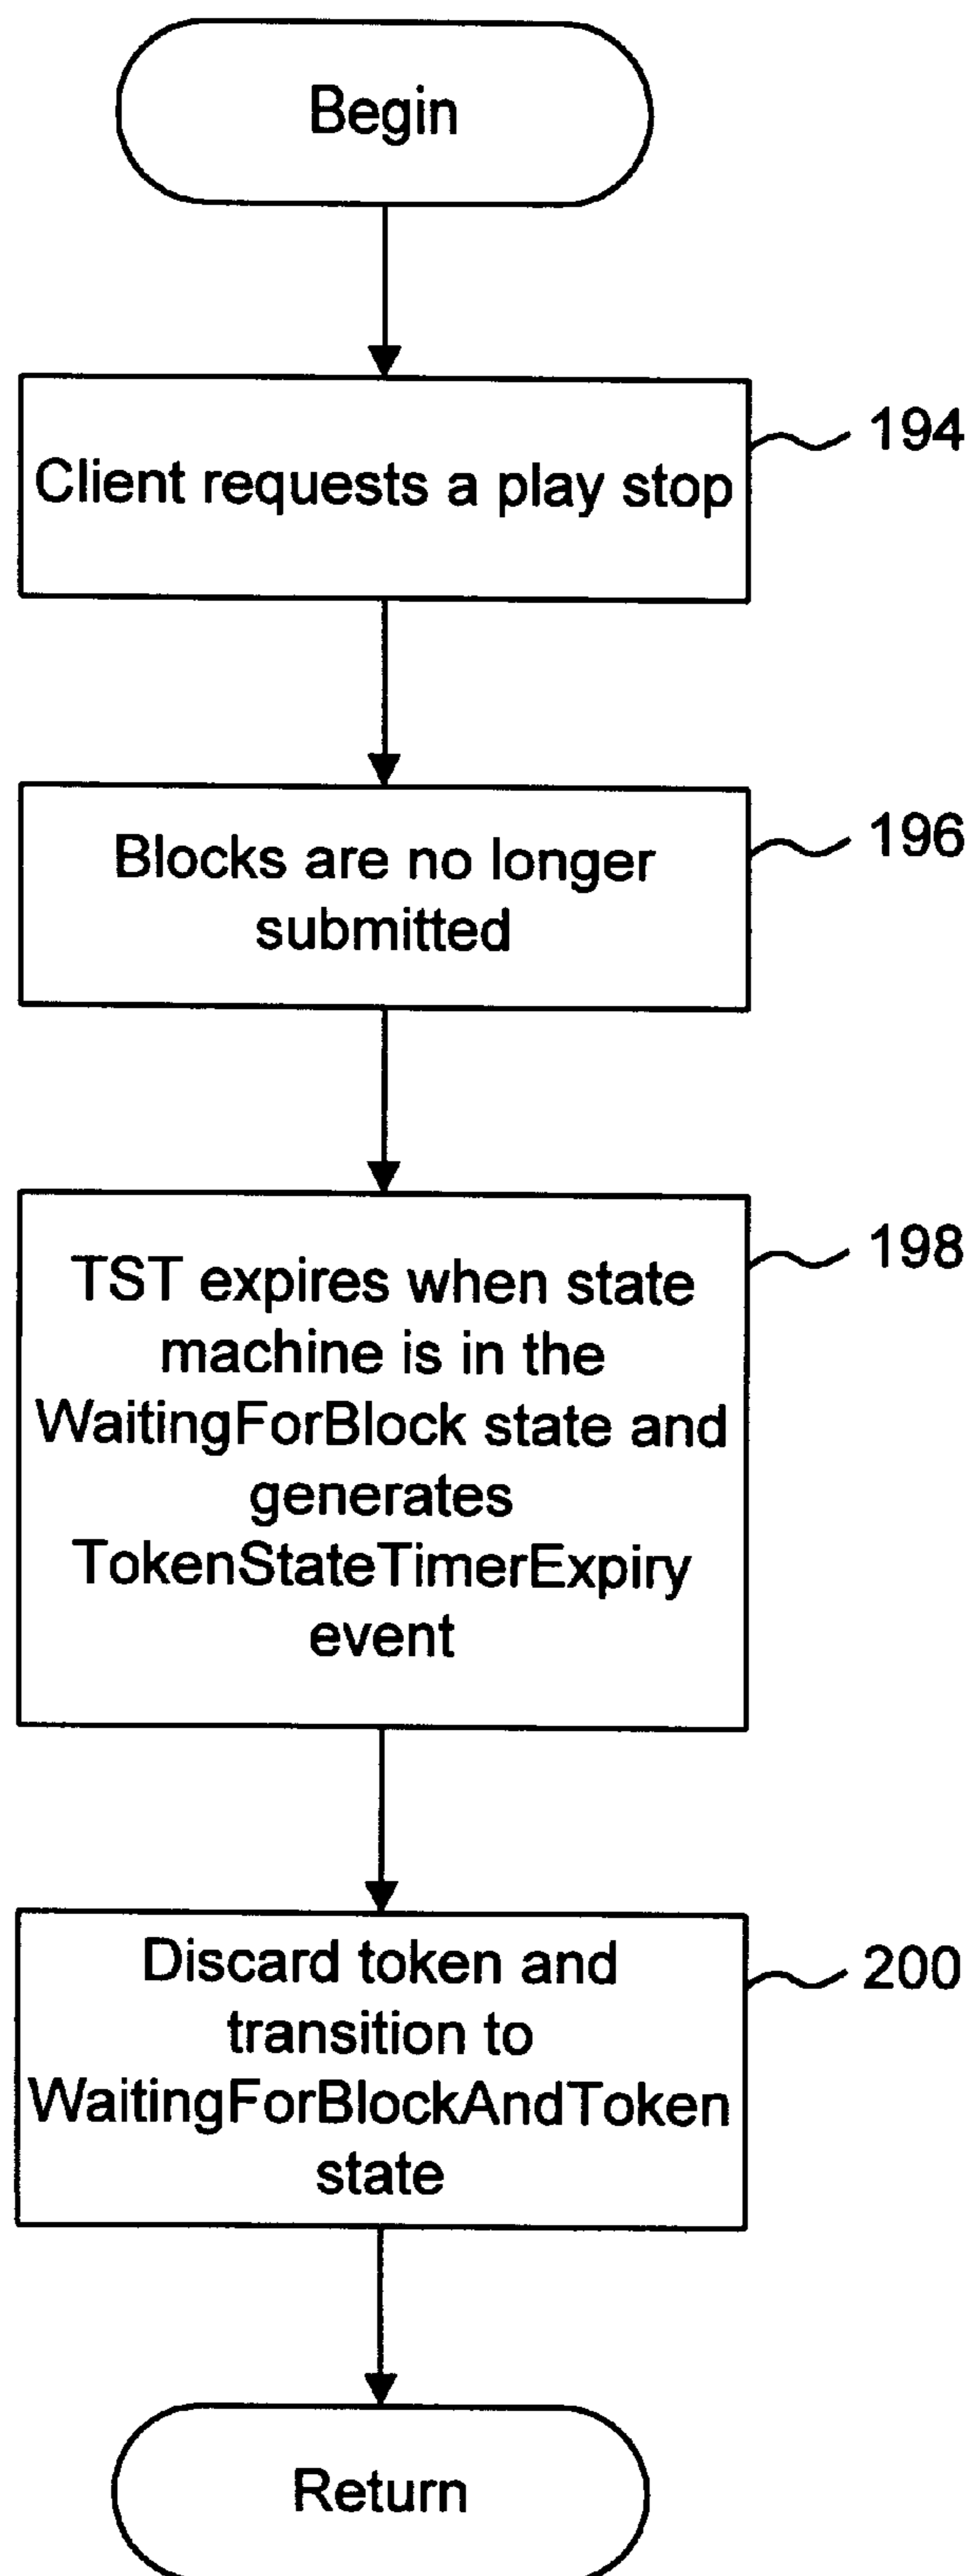 Begin
Client requests a play stop
194
Blocks are no longer
submitted
196
TST expires when state
machine is in the
WaitingForBlock state and
generates
TokenStateTimerExpiry
event
198
Discard token and
transition to
WaitingForBlockAndToken
state
200
Return